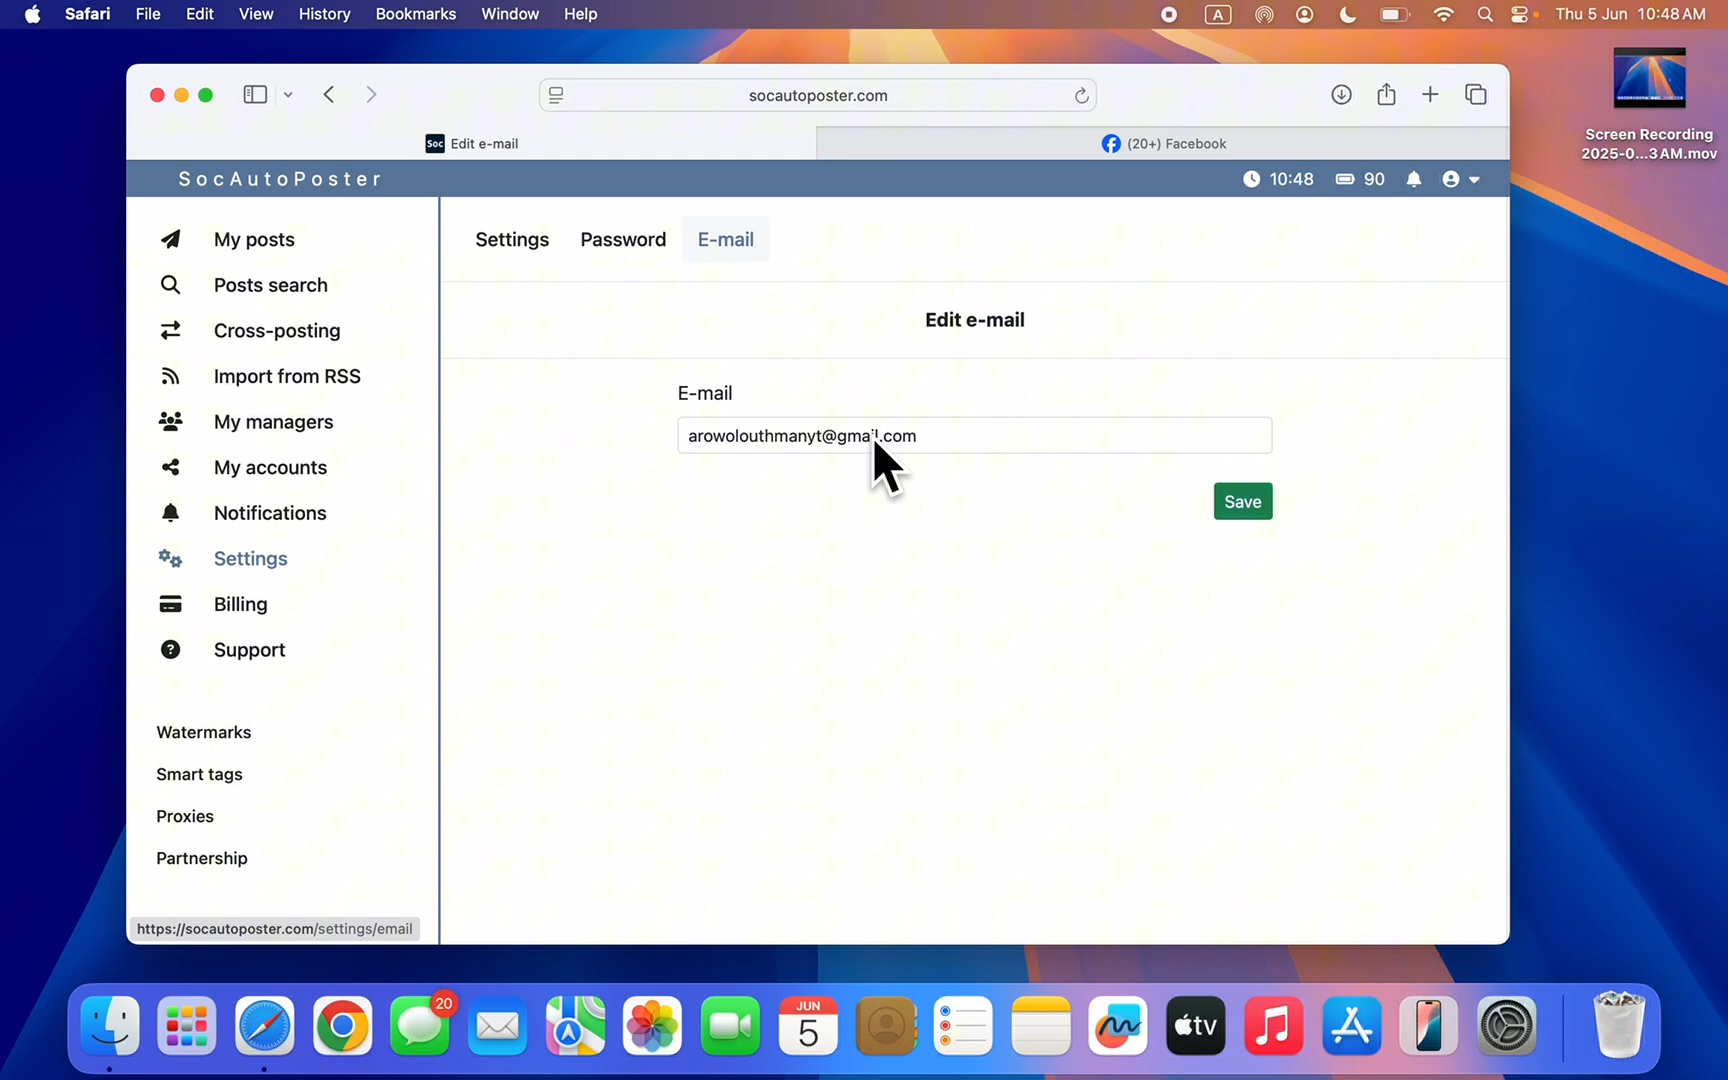 Safari File Edit View History Bookmarks Window Help
A
Thu 5 Jun 10:48 AM
socautoposter.com
Soc Edit e-mail
(20+) Facebook
Screen Recording
2025-0...3 AM.mov
SocAutoPoster
10:48
90
My posts
Posts search
Cross-posting
Import from RSS
My managers
My accounts
Notifications
Settings
Billing
? Support
Watermarks
Smart tags
Proxies
Partnership
https://socautoposter.com/settings/email
Settings Password E-mail
Edit e-mail
E-mail
arowolouthmanyt@gmail.com
Save
20
JUN
5
tv